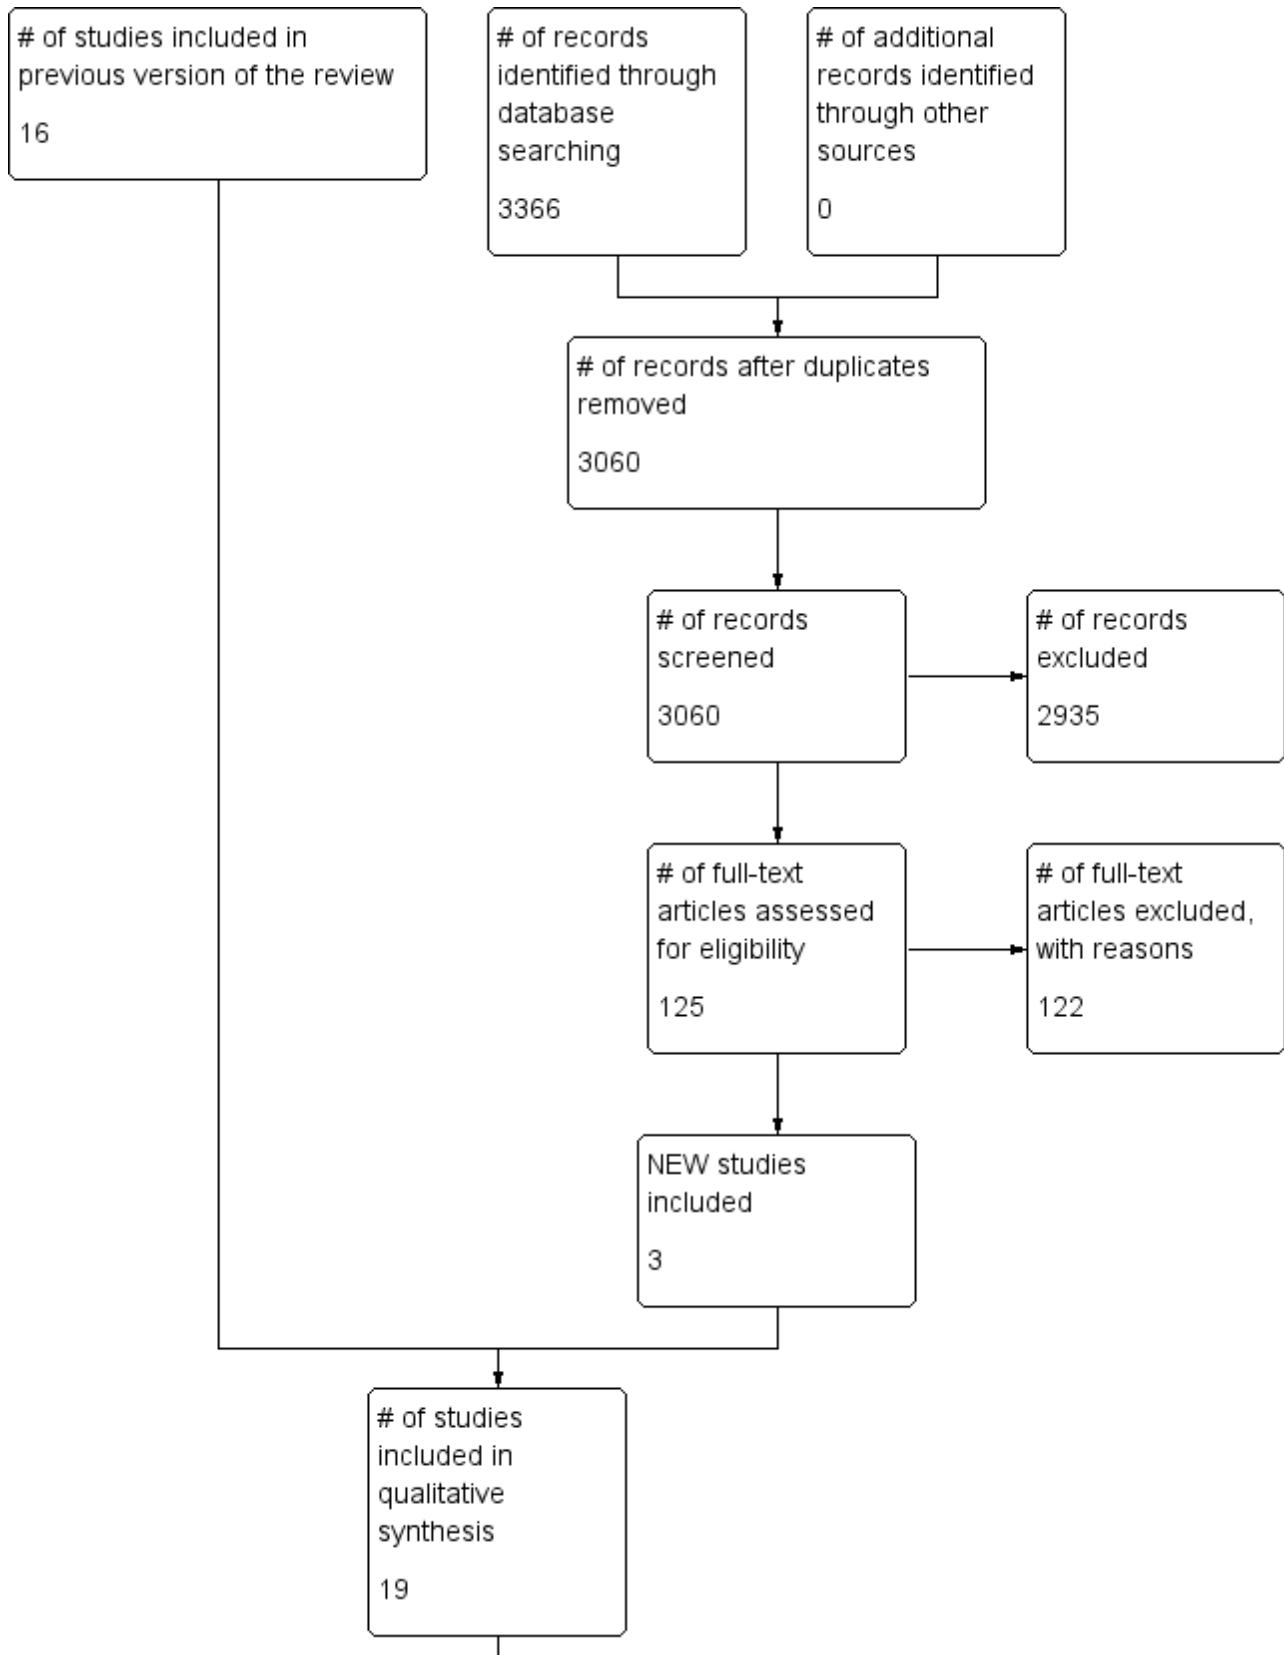 # of studies included in
previous version of the review
16
# of records
identified through
database
searching
3366
# of additional
records identified
through other
sources
0
# of records after duplicates
removed
3060
# of records
screened
3060
# of records
excluded
2935
# of full-text
articles assessed
for eligibility
125
# of full-text
articles excluded,
with reasons
122
NEW studies
included
3
# of studies
included in
qualitative
synthesis
19